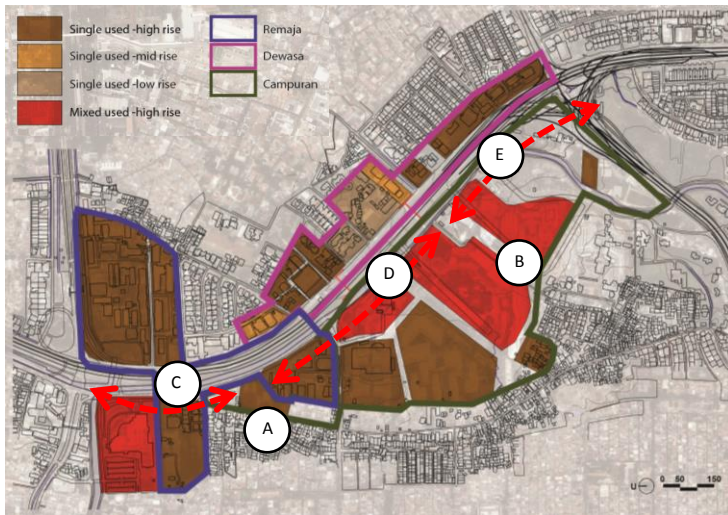 Single used -high rise
Single used -mid rise
Single used -low rise
Mixed used -high rise
Remaja
Dewasa
Campuran
E
B
D
C
A
U
0 50 150